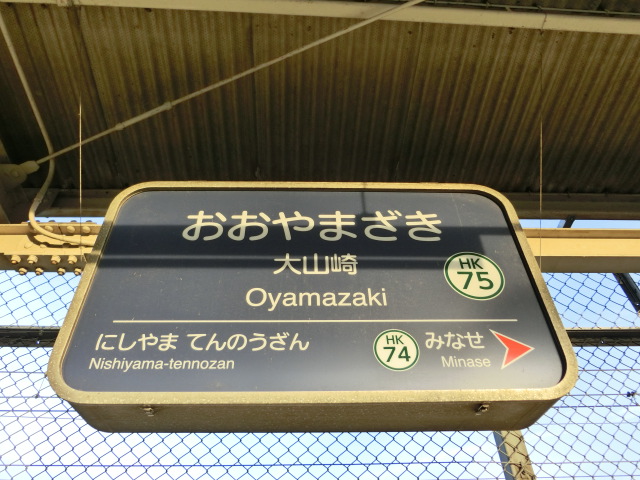 おおやまざき
大山崎
Oyamazaki
HK
75
にしやま てんのうざん
Nishiyama-tennozan
HK
74
みなせ
Minase